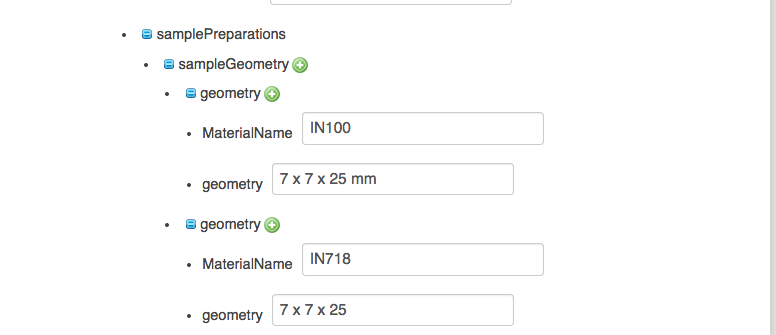 samplePreparations
sampleGeometry
geometry
MaterialName IN100
geometry 7 x 7 x 25 mm
geometry
MaterialName IN718
geometry 7 x 7 x 25